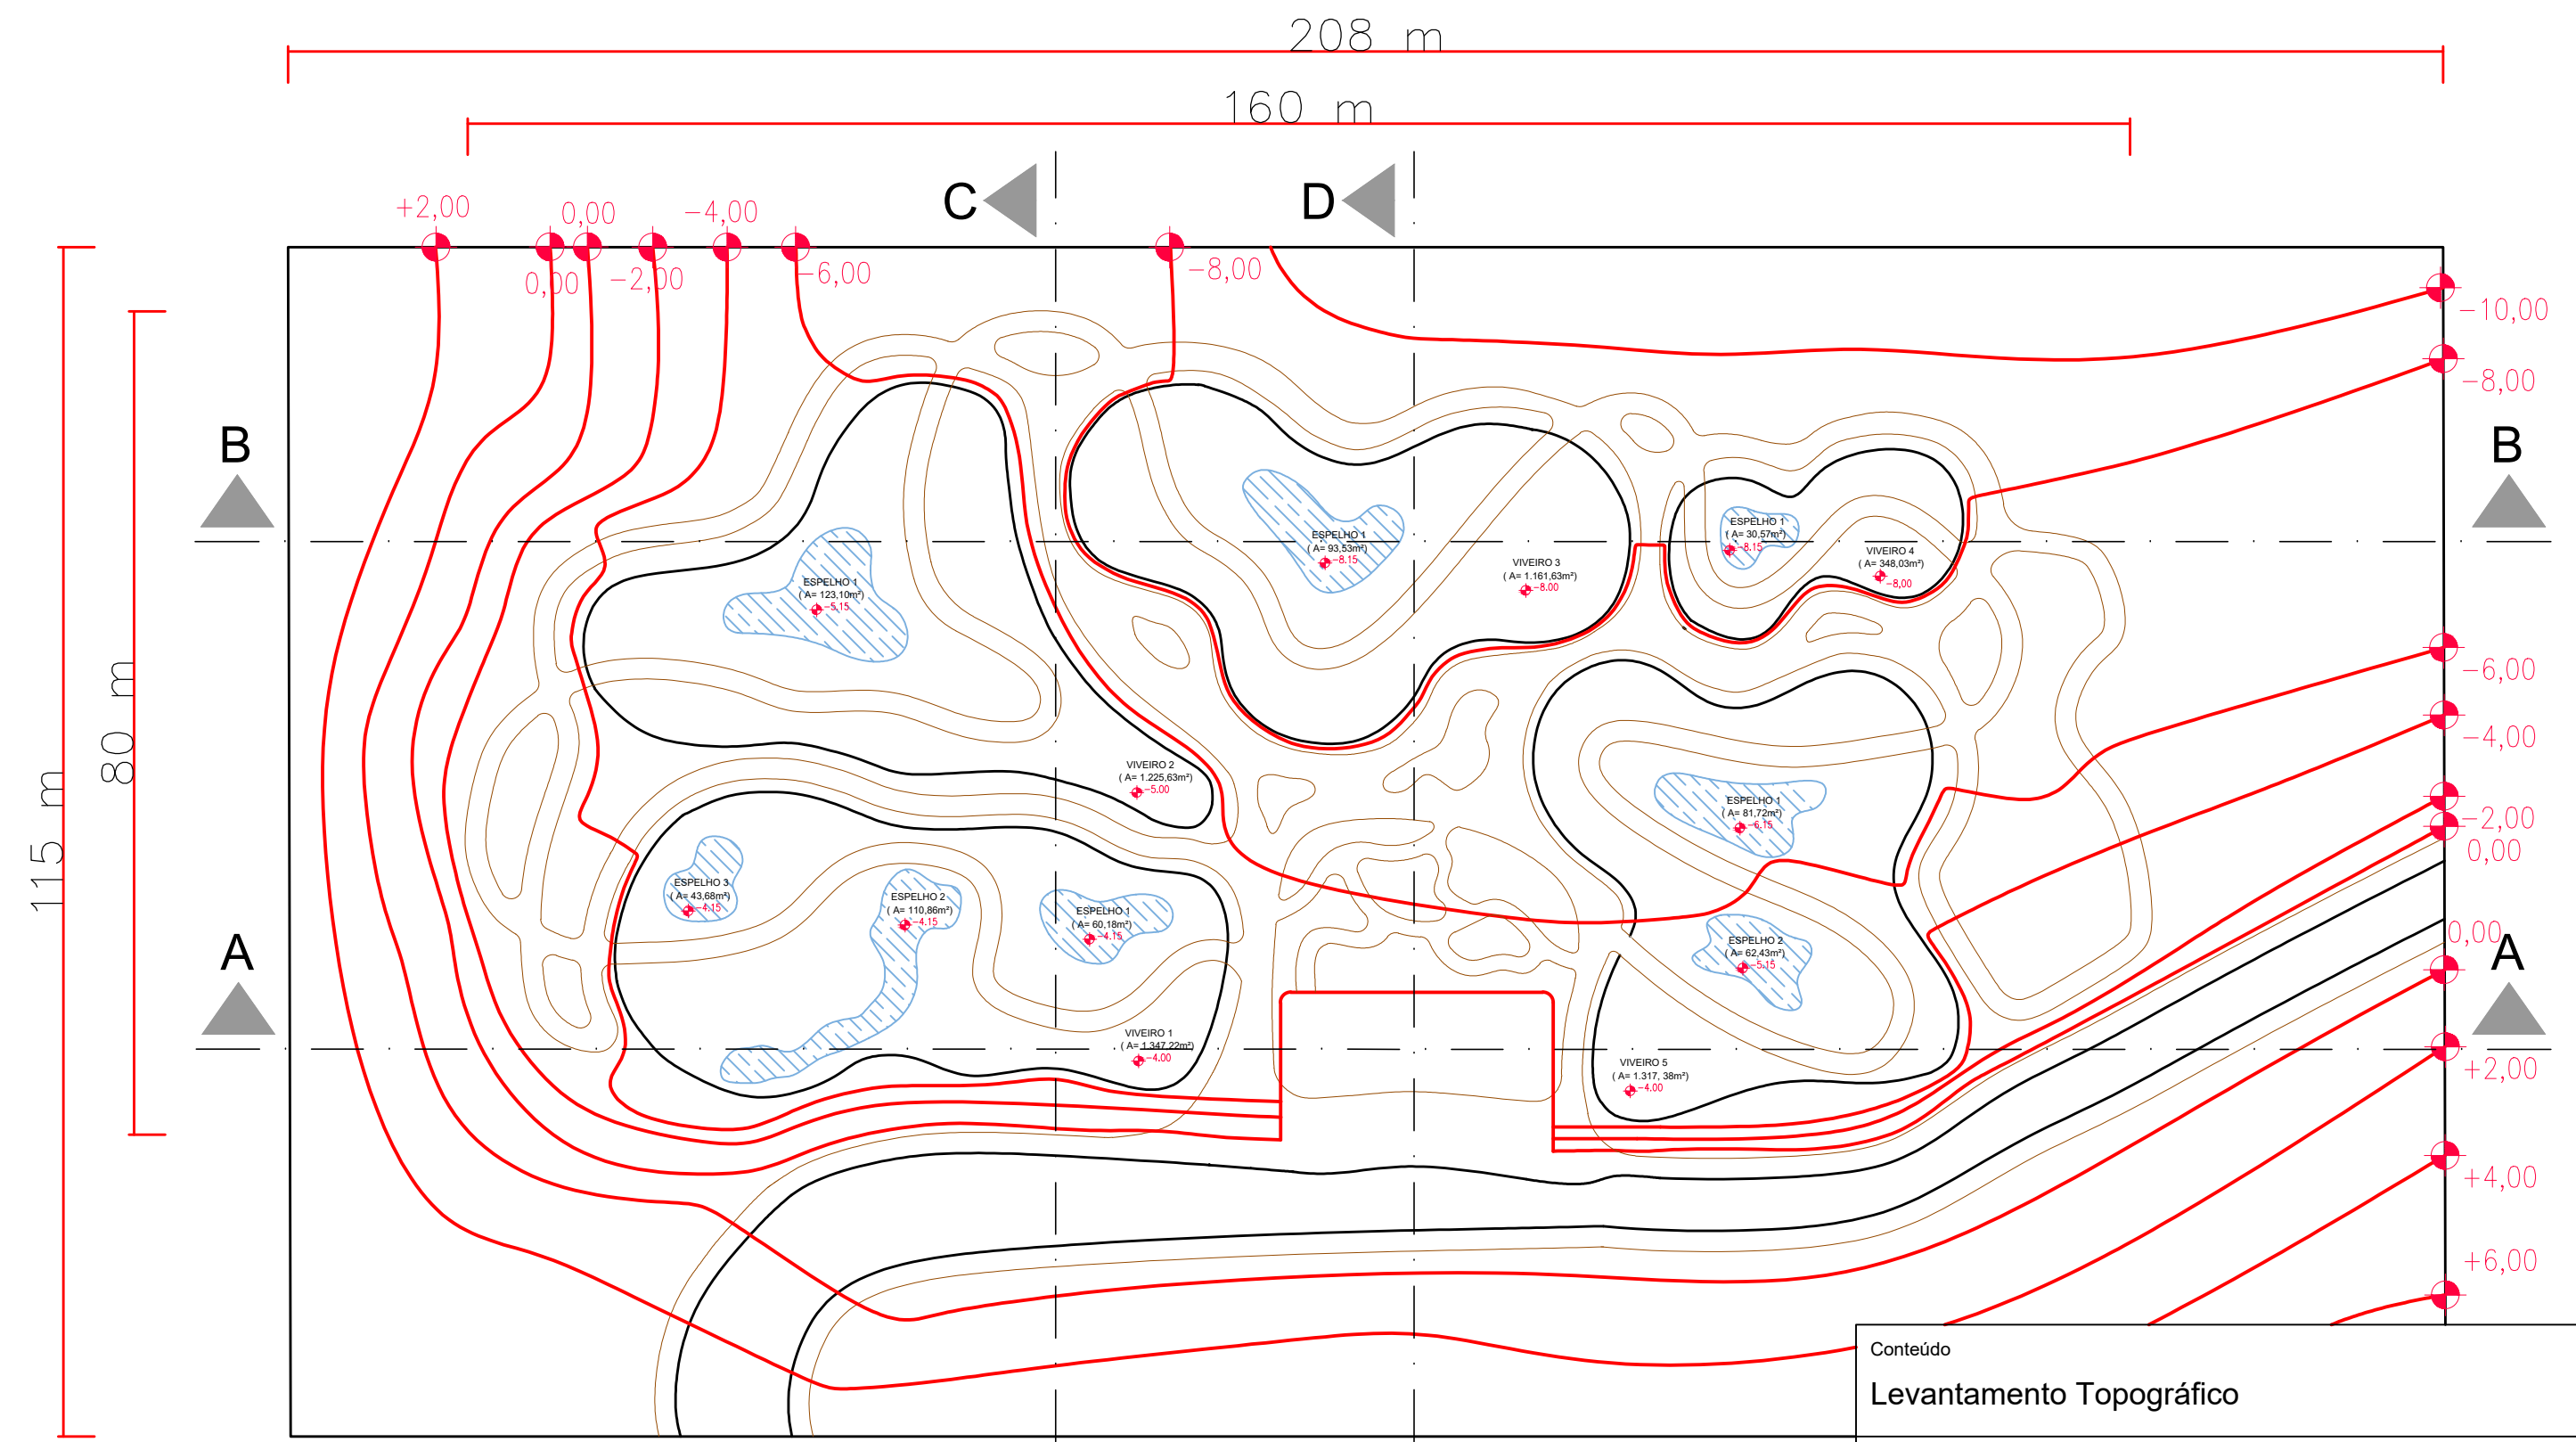 208 m
160 m
C
D
+2,00
0,00
-4,00
0,00
-2,00
-6,00
-8,00
-10,00
-8,00
B
B
ESPELHO 1
( A= 123,10m²)
-5,15
ESPELHO 1
( A= 93,53m²)
-8,15
VIVEIRO 3
( A= 1.161,63m²)
-8,00
ESPELHO 1
( A= 30,57m²)
-8,15
VIVEIRO 4
( A= 348,03m²)
-8,00
-6,00
-4,00
80 m
115 m
VIVEIRO 2
( A= 1.225,63m²)
-5.00
ESPELHO 1
( A= 81,72m²)
-6,15
-2,00
0,00
ESPELHO 3
( A= 43,68m²)
-4,15
ESPELHO 2
( A= 110,86m²)
-4,15
ESPELHO 1
( A= 60,18m²)
-4,15
ESPELHO 2
( A= 62,43m²)
-5,15
0,00
A
A
VIVEIRO 1
( A= 1.347,22m²)
-4.00
VIVEIRO 5
( A= 1.317, 38m²)
-4.00
+2,00
+4,00
+6,00
Conteúdo
Levantamento Topográfico